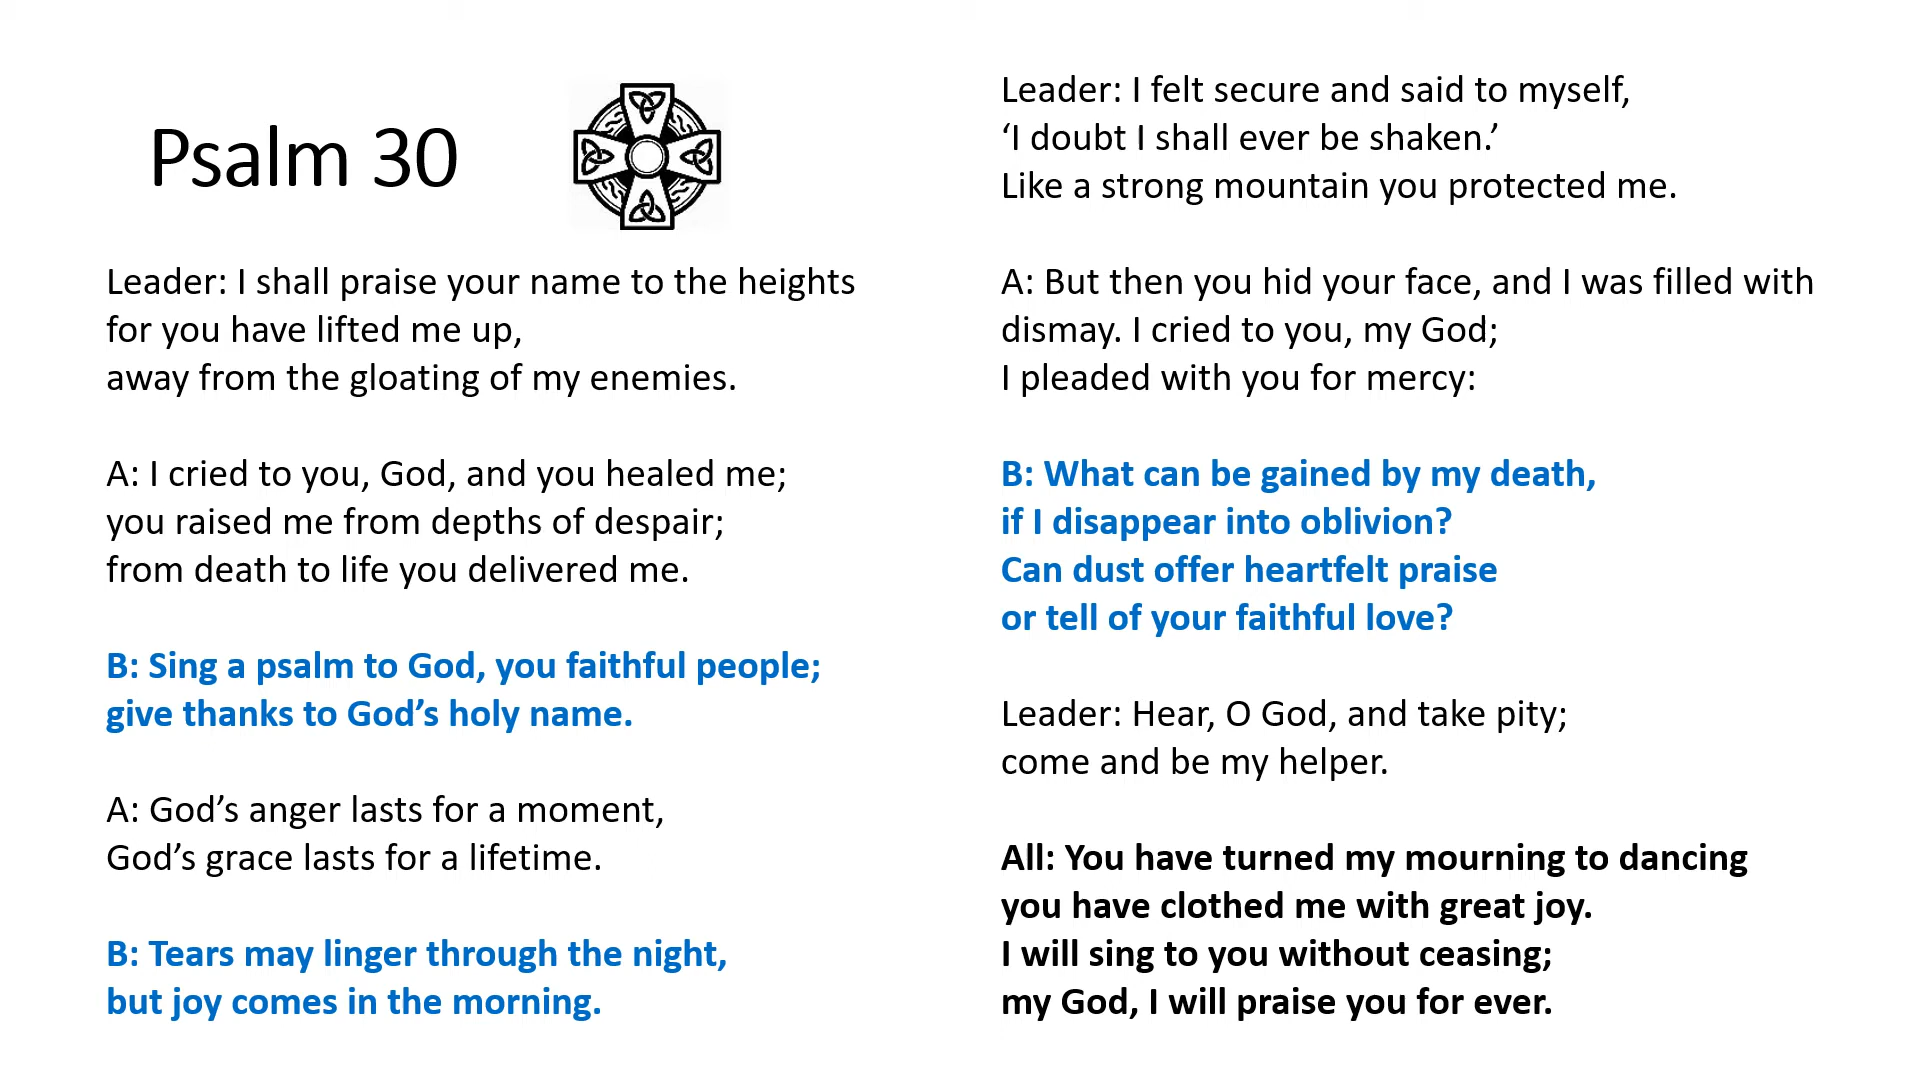 Psalm 30
Leader: I shall praise your name to the heights
for you have lifted me up,
away from the gloating of my enemies.
A: I cried to you, God, and you healed me;
you raised me from depths of despair;
from death to life you delivered me.
B: Sing a psalm to God, you faithful people;
give thanks to God’s holy name.
A: God’s anger lasts for a moment,
God’s grace lasts for a lifetime.
B: Tears may linger through the night,
but joy comes in the morning.
Leader: I felt secure and said to myself,
‘I doubt I shall ever be shaken.’
Like a strong mountain you protected me.
A: But then you hid your face, and I was filled with
dismay. I cried to you, my God;
I pleaded with you for mercy:
B: What can be gained by my death,
if I disappear into oblivion?
Can dust offer heartfelt praise
or tell of your faithful love?
Leader: Hear, O God, and take pity;
come and be my helper.
All: You have turned my mourning to dancing
you have clothed me with great joy.
I will sing to you without ceasing;
my God, I will praise you for ever.